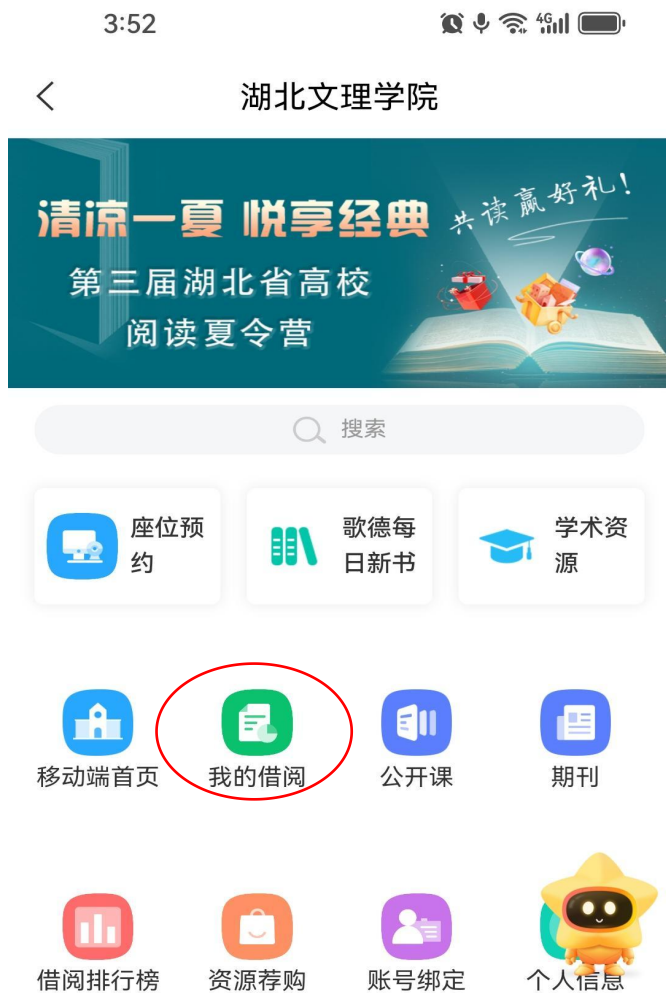 3:52
4G
湖北文理学院
清凉一夏 悦享经典
共读赢好礼!
第三届湖北省高校
阅读夏令营
搜索
座位预
约
歌德每
日新书
学术资
源
移动端首页
我的借阅
公开课
期刊
借阅排行榜
资源荐购
账号绑定
个人信息